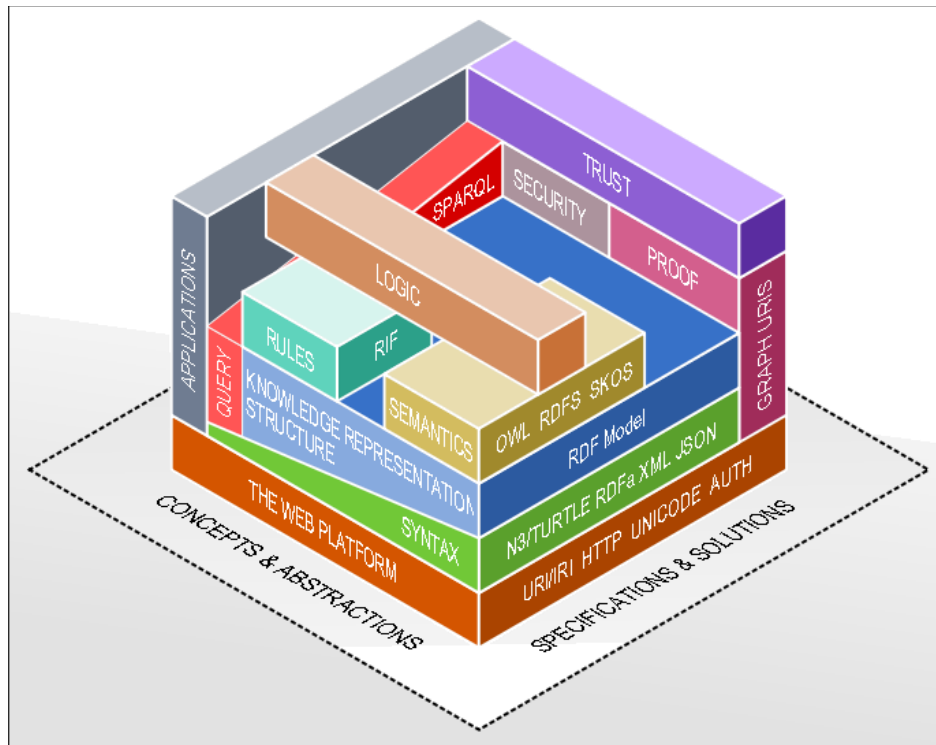 TRUST
SECURITY
PROOF
SPARQL
LOGIC
APPLICATIONS
RULES
RIF
QUERY
GRAPH URIS
SEMANTICS
OWL RDFS SKOS
KNOWLEDGE REPRESENTATION
STRUCTURE
RDF Model
SYNTAX
N3/TURTLE RDFa XML JSON
THE WEB PLATFORM
URI/IRI HTTP UNICODE AUTH
CONCEPTS & ABSTRACTIONS
SPECIFICATIONS & SOLUTIONS